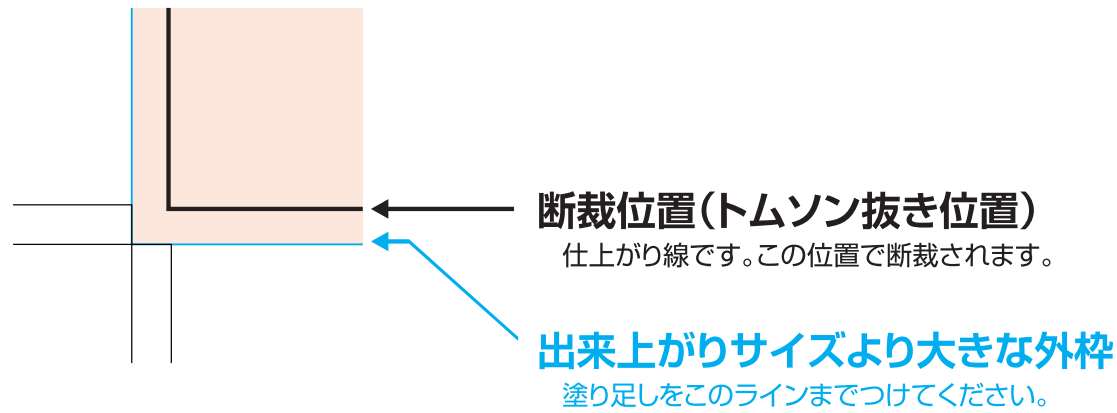 断裁位置（トムソン抜き位置）
仕上がり線です。この位置で断裁されます。
出来上がりサイズより大きな外枠
塗り足しをこのラインまでつけてください。